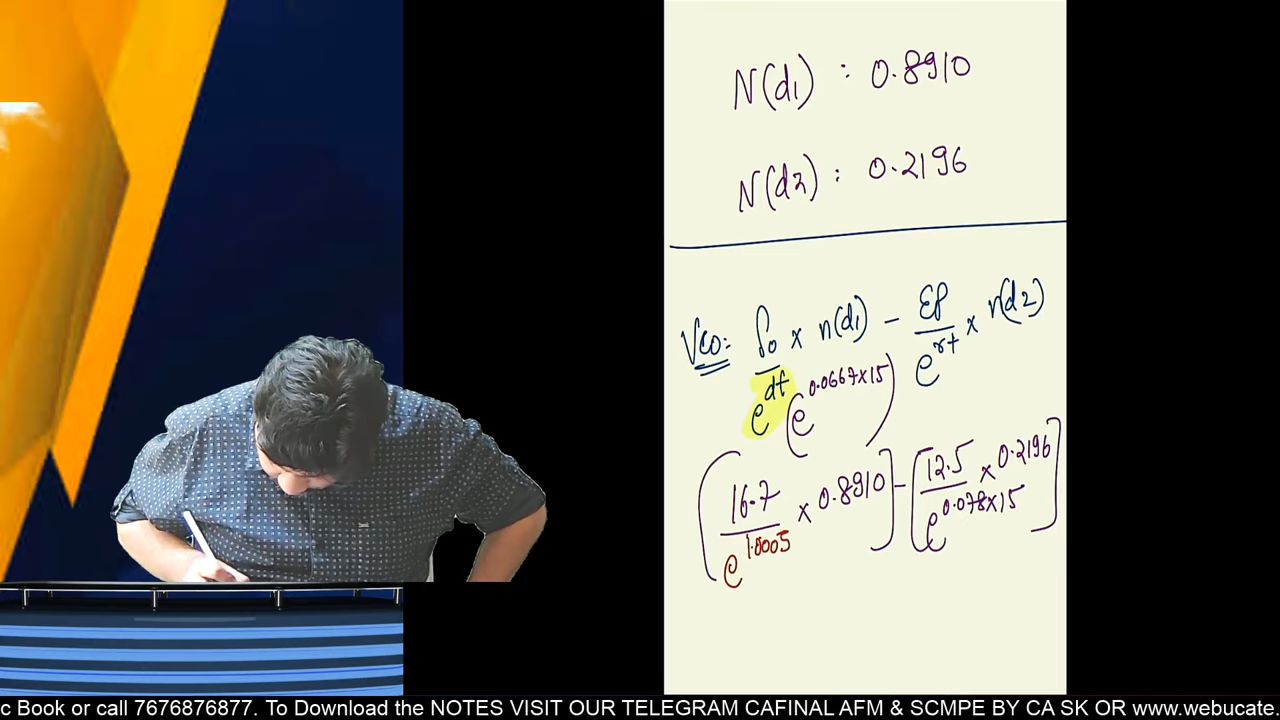 N(d1) : 0.8910
N(d2) : 0.2196
VCO: S0/e^dt × n(d1) − EP/e^rt × n(d2)
(e^0.0667×15)
(16.7/e^1.0005 × 0.8910] − [12.5/e^0.078×15 × 0.2196]
c Book or call 7676876877. To Download the NOTES VISIT OUR TELEGRAM CAFINAL AFM & SCMPE BY CA SK OR www.webucate.